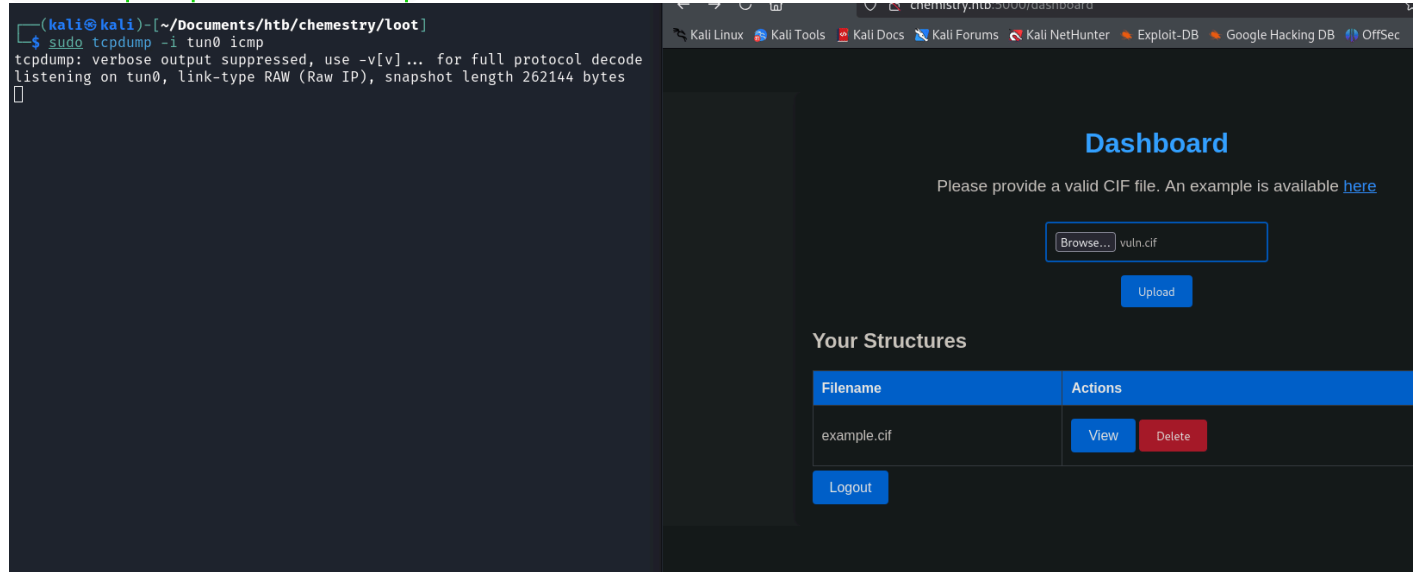 ┌──(kali㉿kali)-[~/Documents/htb/chemestry/loot]
└─$ sudo tcpdump -i tun0 icmp
tcpdump: verbose output suppressed, use -v[v]... for full protocol decode
listening on tun0, link-type RAW (Raw IP), snapshot length 262144 bytes
chemistry.htb:5000/dashboard
Kali Linux Kali Tools Kali Docs Kali Forums Kali NetHunter Exploit-DB Google Hacking DB OffSec
Dashboard
Please provide a valid CIF file. An example is available here
Browse... vuln.cif
Upload
Your Structures
Filename Actions
example.cif View Delete
Logout